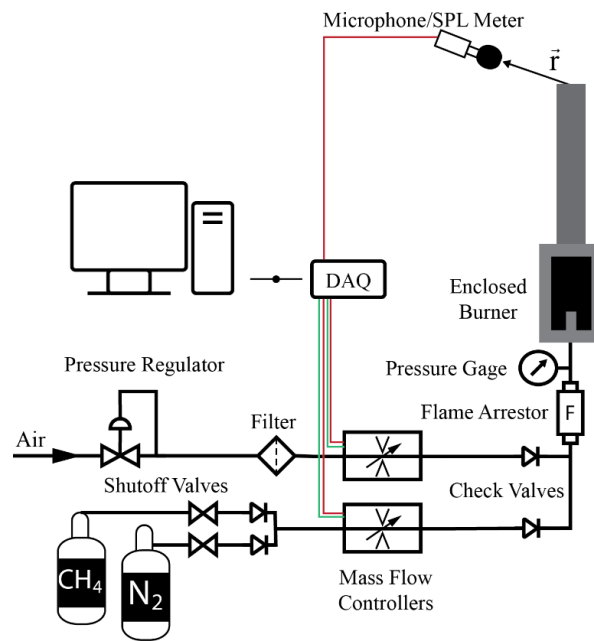 Microphone/SPL Meter
r
DAQ
Enclosed
Burner
Pressure Regulator
Pressure Gage
Filter
Flame Arrestor
F
Air
Shutoff Valves
Check Valves
CH4
N2
Mass Flow
Controllers